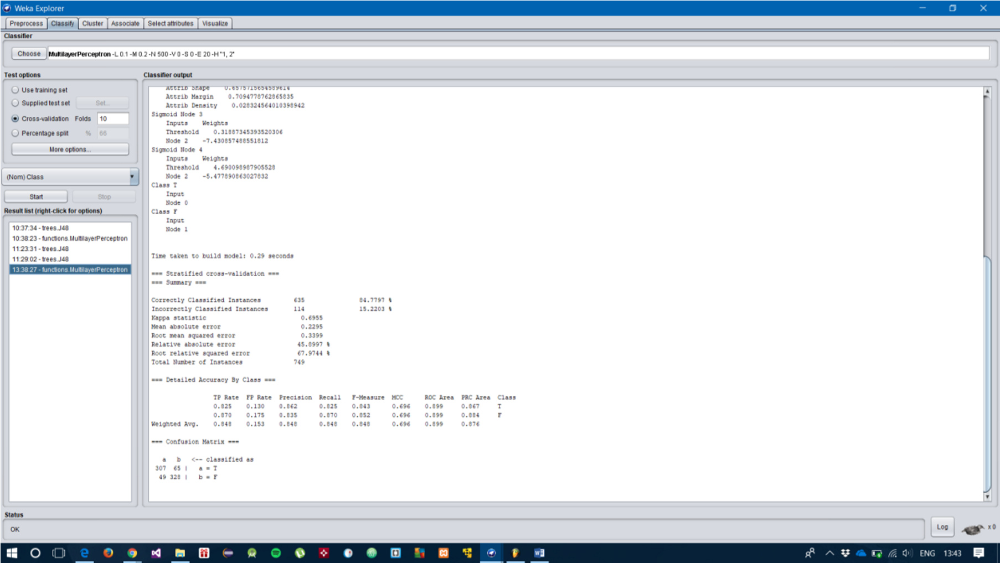 Weka Explorer
Preprocess Classify Cluster Associate Select attributes Visualize
Classifier
Choose MultilayerPerceptron -L 0.1 -M 0.2 -N 500 -V 0 -S 0 -E 20 -H "1, 2"
Test options
Use training set
Supplied test set Set...
Cross-validation Folds 10
Percentage split % 66
More options...
(Nom) Class
Start Stop
Result list (right-click for options)
10:37:34 - trees.J48
10:38:23 - functions.MultilayerPerceptron
11:23:31 - trees.J48
11:29:02 - trees.J48
13:38:27 - functions.MultilayerPerceptron
Classifier output
Attrib Shape 0.6575715654589614
Attrib Margin 0.7094778762865835
Attrib Density 0.028324564010398942
Sigmoid Node 3
Inputs Weights
Threshold 0.31887345393520306
Node 2 -7.430857488551812
Sigmoid Node 4
Inputs Weights
Threshold 4.690098987905528
Node 2 -5.477890863027832
Class T
Input
Node 0
Class F
Input
Node 1
Time taken to build model: 0.29 seconds
=== Stratified cross-validation ===
=== Summary ===
Correctly Classified Instances 635 84.7797 %
Incorrectly Classified Instances 114 15.2203 %
Kappa statistic 0.6955
Mean absolute error 0.2295
Root mean squared error 0.3399
Relative absolute error 45.8997 %
Root relative squared error 67.9744 %
Total Number of Instances 749
=== Detailed Accuracy By Class ===
TP Rate FP Rate Precision Recall F-Measure MCC ROC Area PRC Area Class
0.825 0.130 0.862 0.825 0.843 0.696 0.899 0.867 T
0.870 0.175 0.835 0.870 0.852 0.696 0.899 0.884 F
Weighted Avg. 0.848 0.153 0.848 0.848 0.848 0.696 0.899 0.876
=== Confusion Matrix ===
a b <-- classified as
307 65 | a = T
49 328 | b = F
Status
OK
Log x 0
ENG 13:43